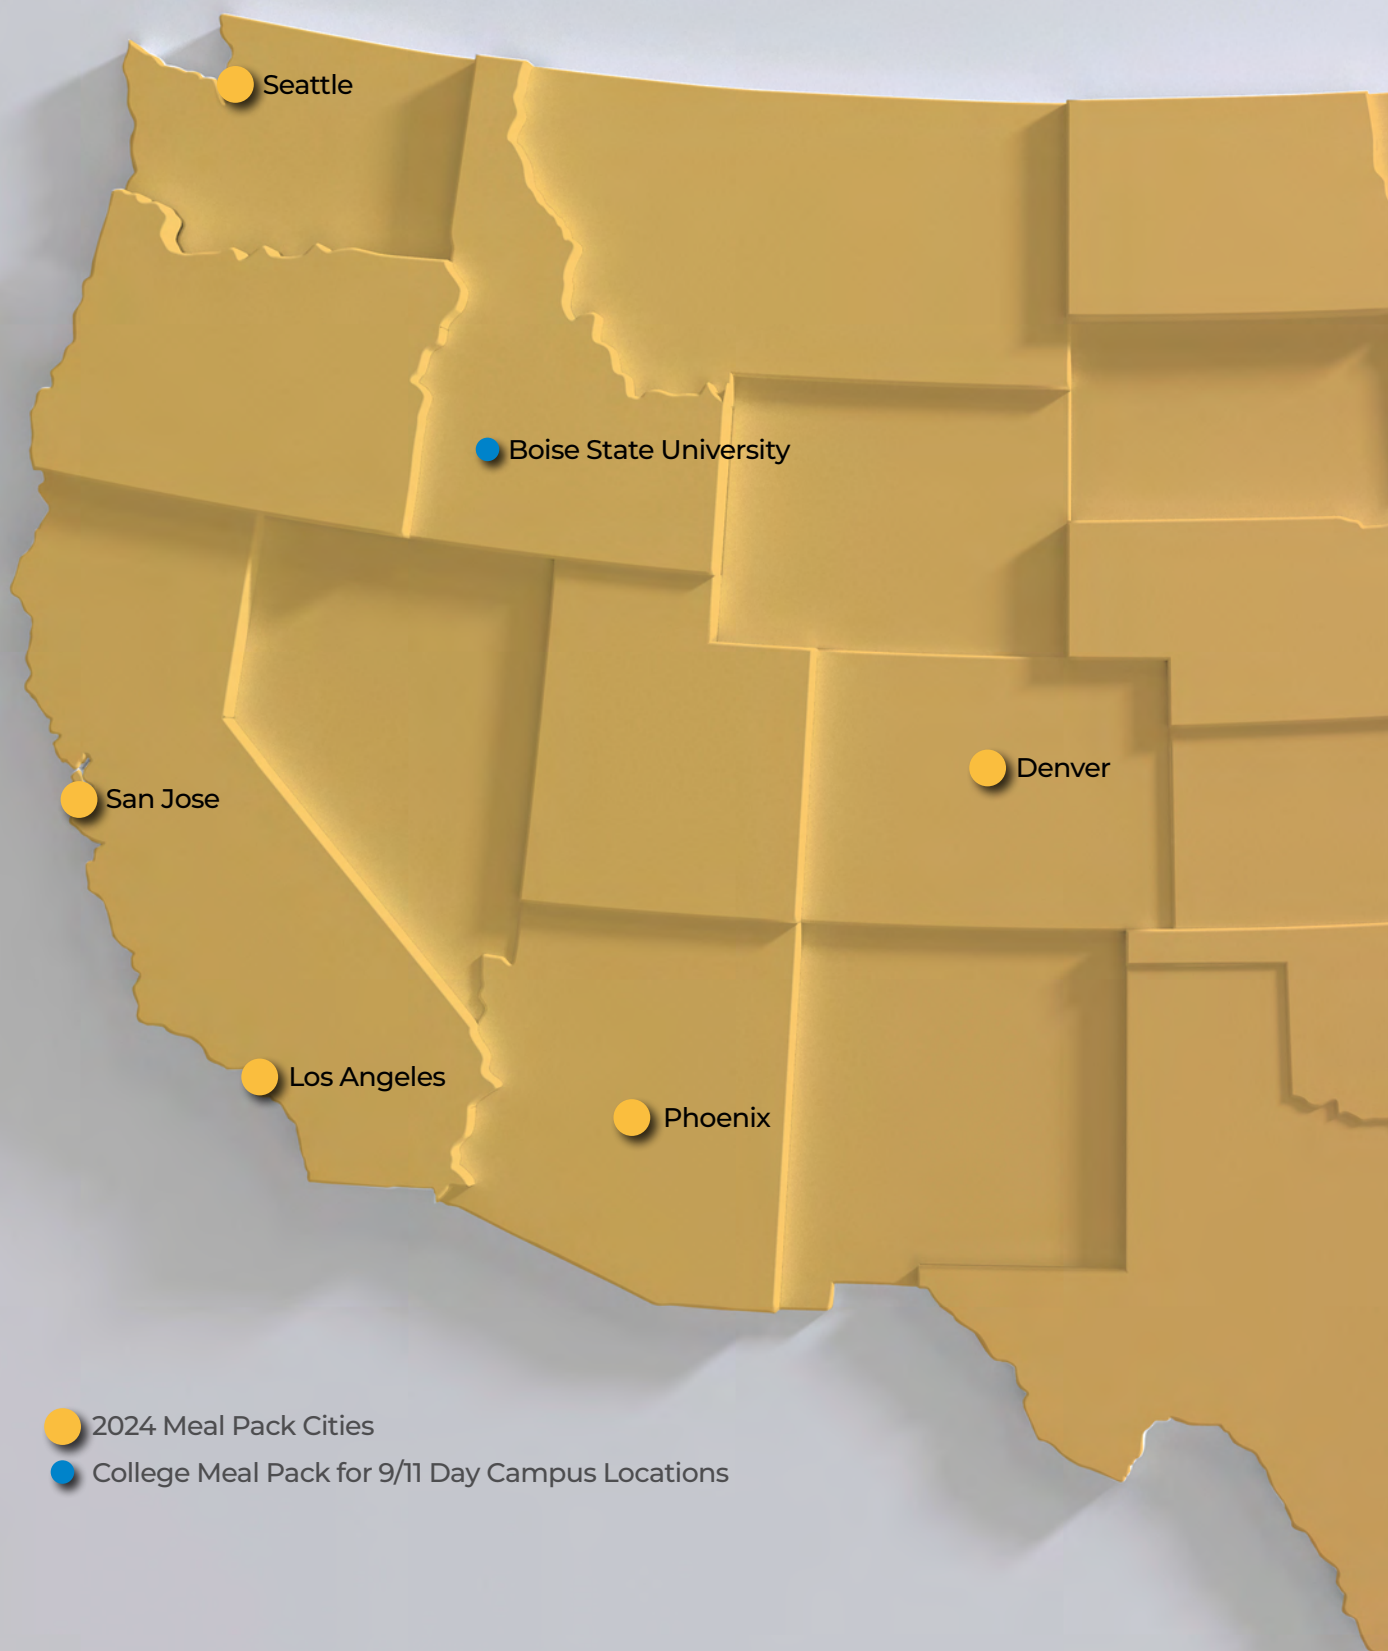 Seattle
Boise State University
Denver
San Jose
Los Angeles
Phoenix
2024 Meal Pack Cities
College Meal Pack for 9/11 Day Campus Locations